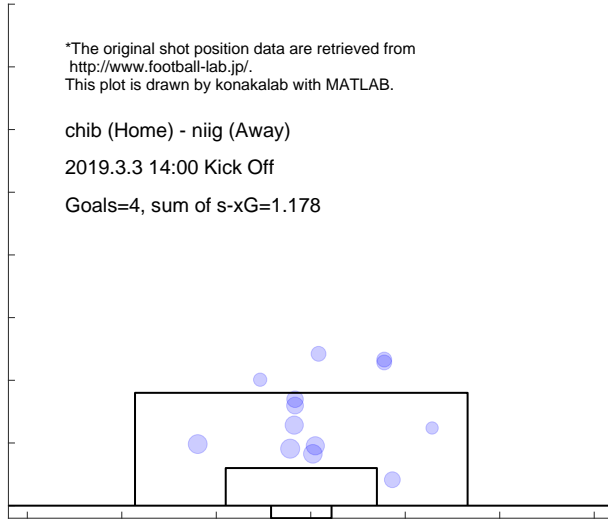 *The original shot position data are retrieved from
http://www.football-lab.jp/.
This plot is drawn by konakalab with MATLAB.
chib (Home) - niig (Away)
2019.3.3 14:00 Kick Off
Goals=4, sum of s-xG=1.178